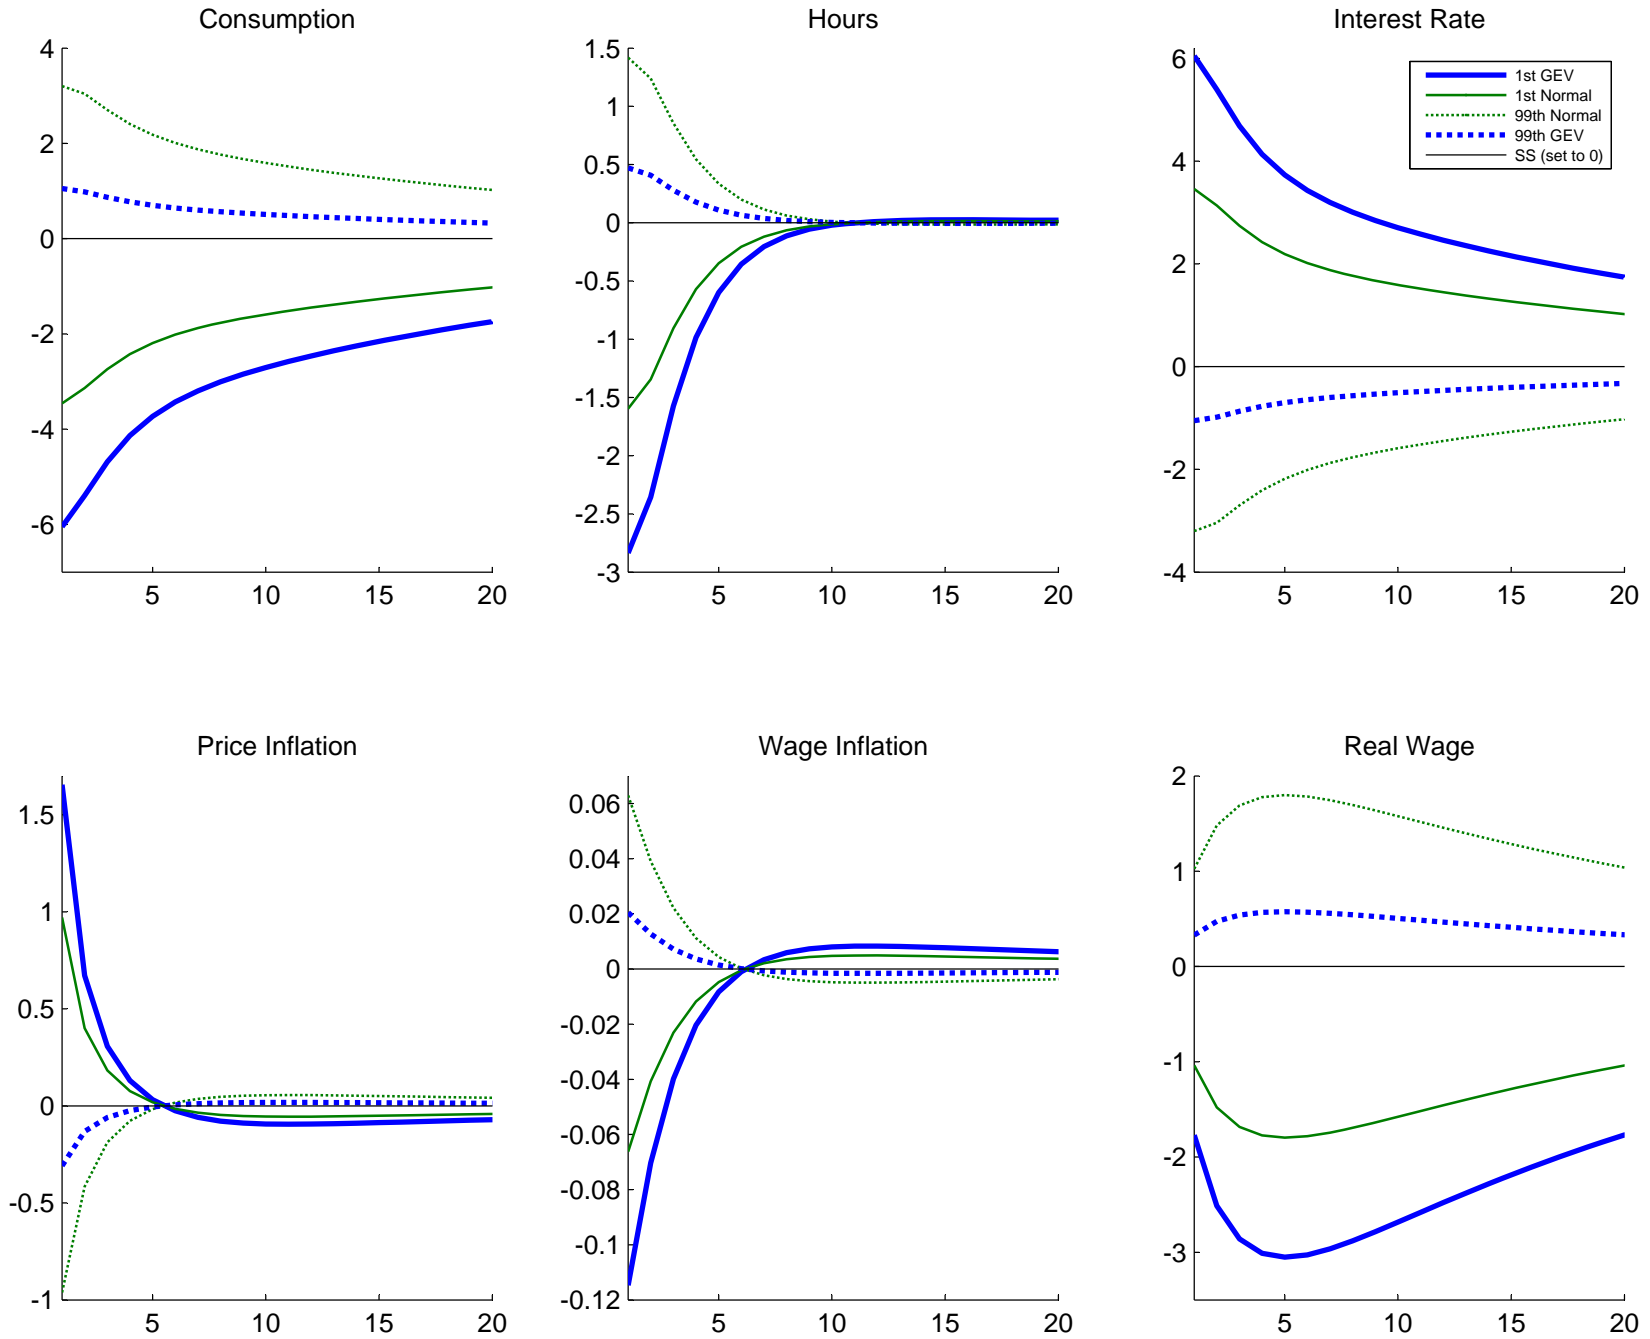 Consumption
4
2
0
-2
-4
-6
5 10 15 20
Hours
1.5
1
0.5
0
-0.5
-1
-1.5
-2
-2.5
-3
5 10 15 20
Interest Rate
6
4
2
0
-2
-4
5 10 15 20
1st GEV
1st Normal
99th Normal
99th GEV
SS (set to 0)
Price Inflation
1.5
1
0.5
0
-0.5
-1
5 10 15 20
Wage Inflation
0.06
0.04
0.02
0
-0.02
-0.04
-0.06
-0.08
-0.1
-0.12
5 10 15 20
Real Wage
2
1
0
-1
-2
-3
5 10 15 20